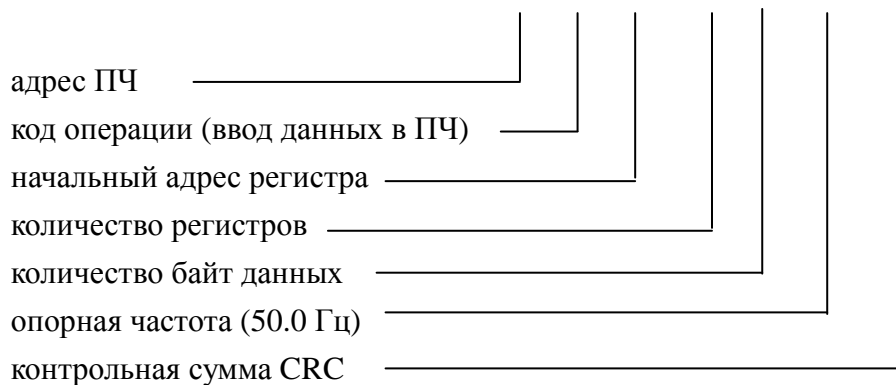 адрес ПЧ
код операции (ввод данных в ПЧ)
начальный адрес регистра
количество регистров
количество байт данных
опорная частота (50.0 Гц)
контрольная сумма CRC